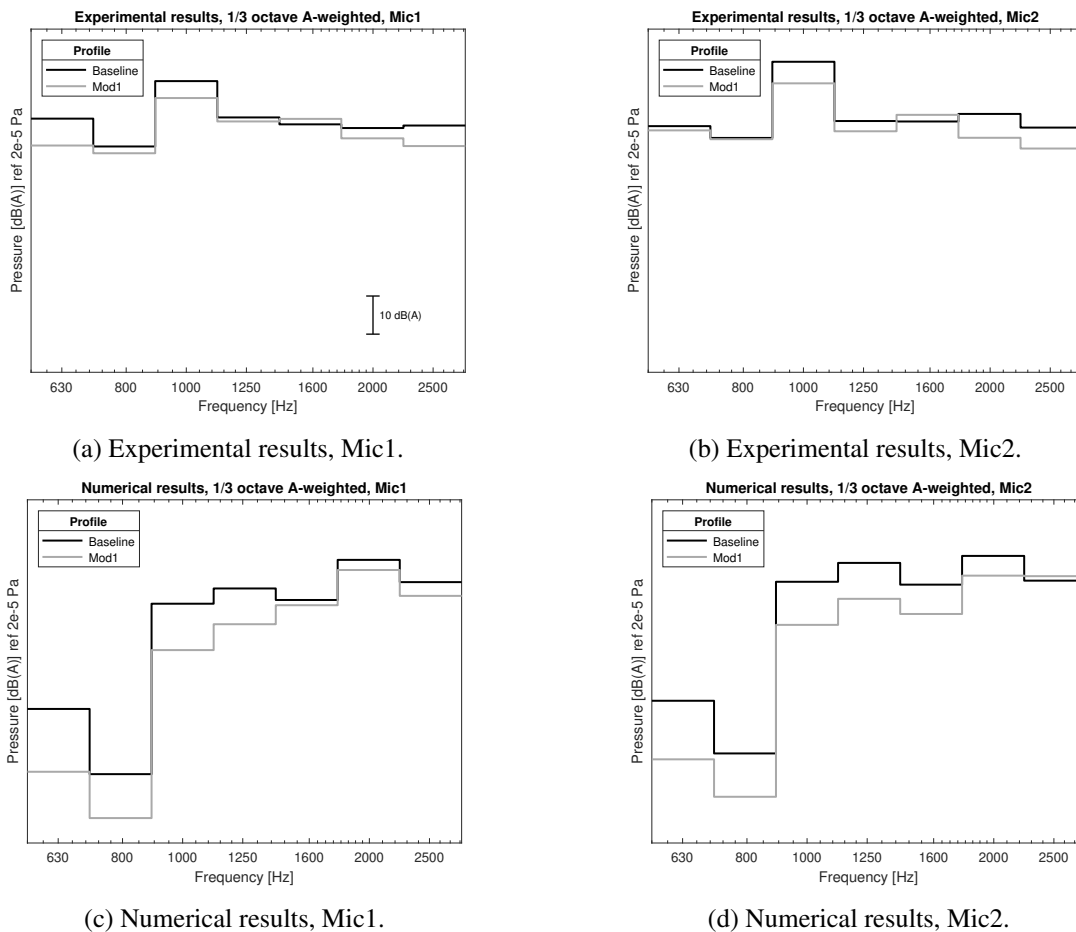 Experimental results, 1/3 octave A-weighted, Mic1
Profile
Baseline
Mod1
Pressure [dB(A)] ref 2e-5 Pa
10 dB(A)
630 800 1000 1250 1600 2000 2500
Frequency [Hz]
(a) Experimental results, Mic1.
Experimental results, 1/3 octave A-weighted, Mic2
Profile
Baseline
Mod1
Pressure [dB(A)] ref 2e-5 Pa
630 800 1000 1250 1600 2000 2500
Frequency [Hz]
(b) Experimental results, Mic2.
Numerical results, 1/3 octave A-weighted, Mic1
Profile
Baseline
Mod1
Pressure [dB(A)] ref 2e-5 Pa
630 800 1000 1250 1600 2000 2500
Frequency [Hz]
(c) Numerical results, Mic1.
Numerical results, 1/3 octave A-weighted, Mic2
Profile
Baseline
Mod1
Pressure [dB(A)] ref 2e-5 Pa
630 800 1000 1250 1600 2000 2500
Frequency [Hz]
(d) Numerical results, Mic2.